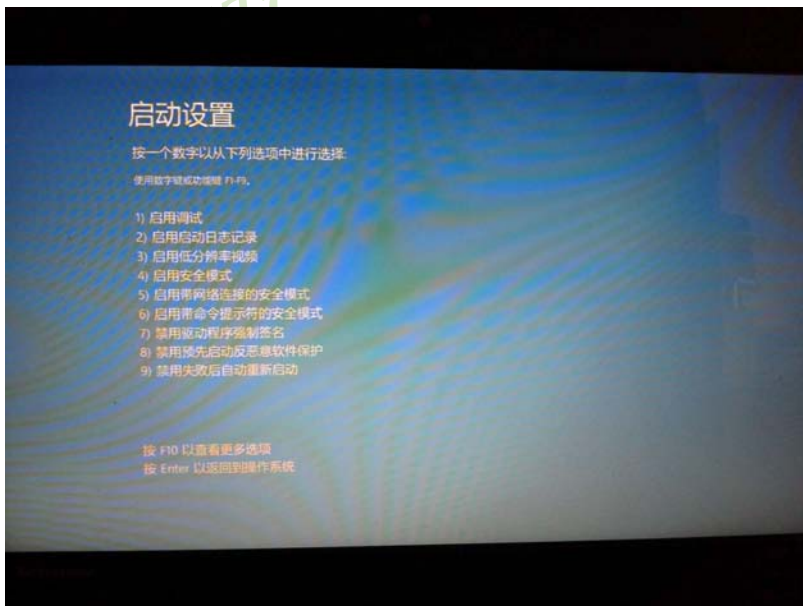 启动设置
按一个数字以从下列选项中进行选择:
使用数字键或功能键 F1-F9。
1) 启用调试
2) 启用启动日志记录
3) 启用低分辨率视频
4) 启用安全模式
5) 启用带网络连接的安全模式
6) 启用带命令提示符的安全模式
7) 禁用驱动程序强制签名
8) 禁用预先启动反恶意软件保护
9) 禁用失败后自动重新启动
按 F10 以查看更多选项
按 Enter 以返回到操作系统